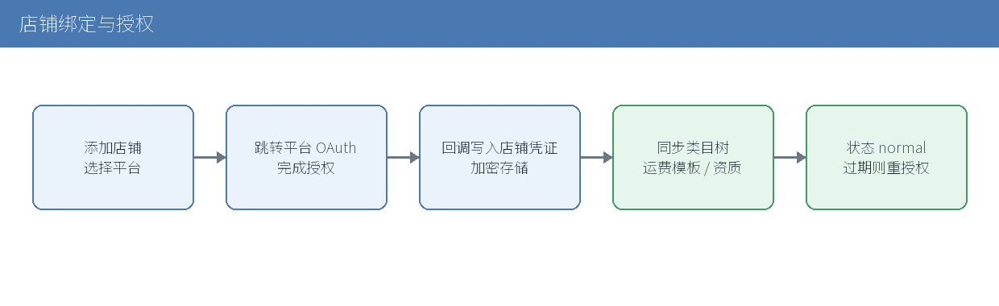 店铺绑定与授权
添加店铺
选择平台
跳转平台 OAuth
完成授权
回调写入店铺凭证
加密存储
同步类目树
运费模板 / 资质
状态 normal
过期则重授权